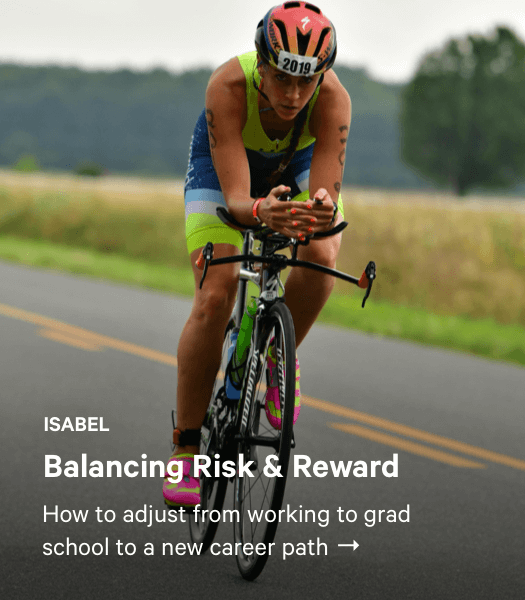 2019
ISABEL
Balancing Risk & Reward
How to adjust from working to grad
school to a new career path →